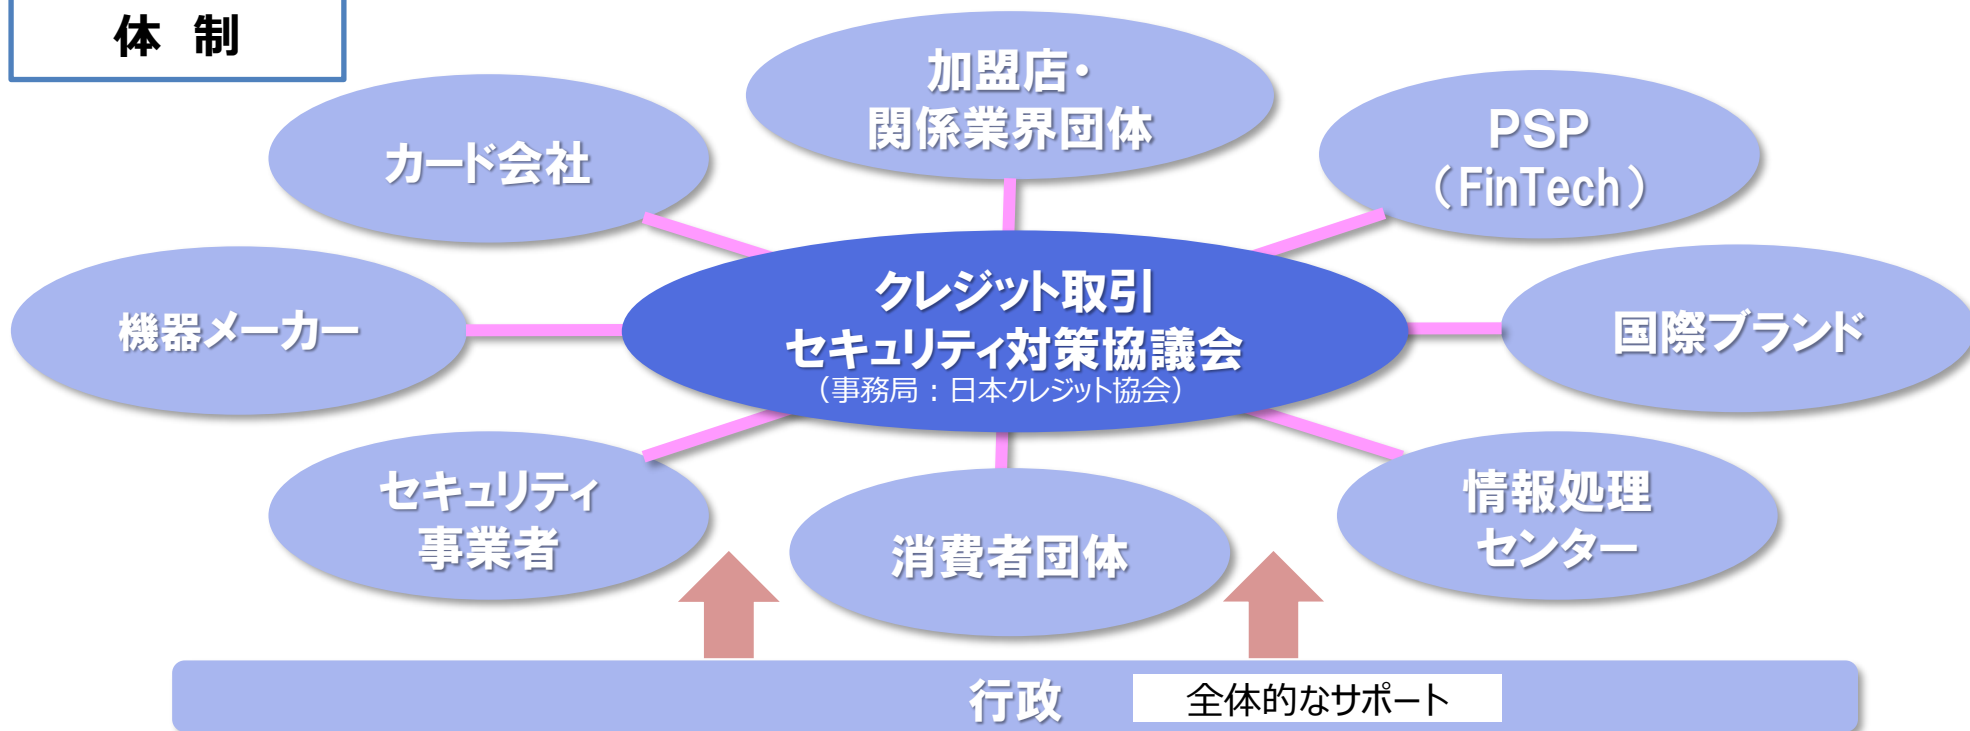 体 制
加盟店・
関係業界団体
カード会社
PSP
（FinTech）
機器メーカー
クレジット取引
セキュリティ対策協議会
（事務局：日本クレジット協会）
国際ブランド
セキュリティ
事業者
消費者団体
情報処理
センター
行政 全体的なサポート